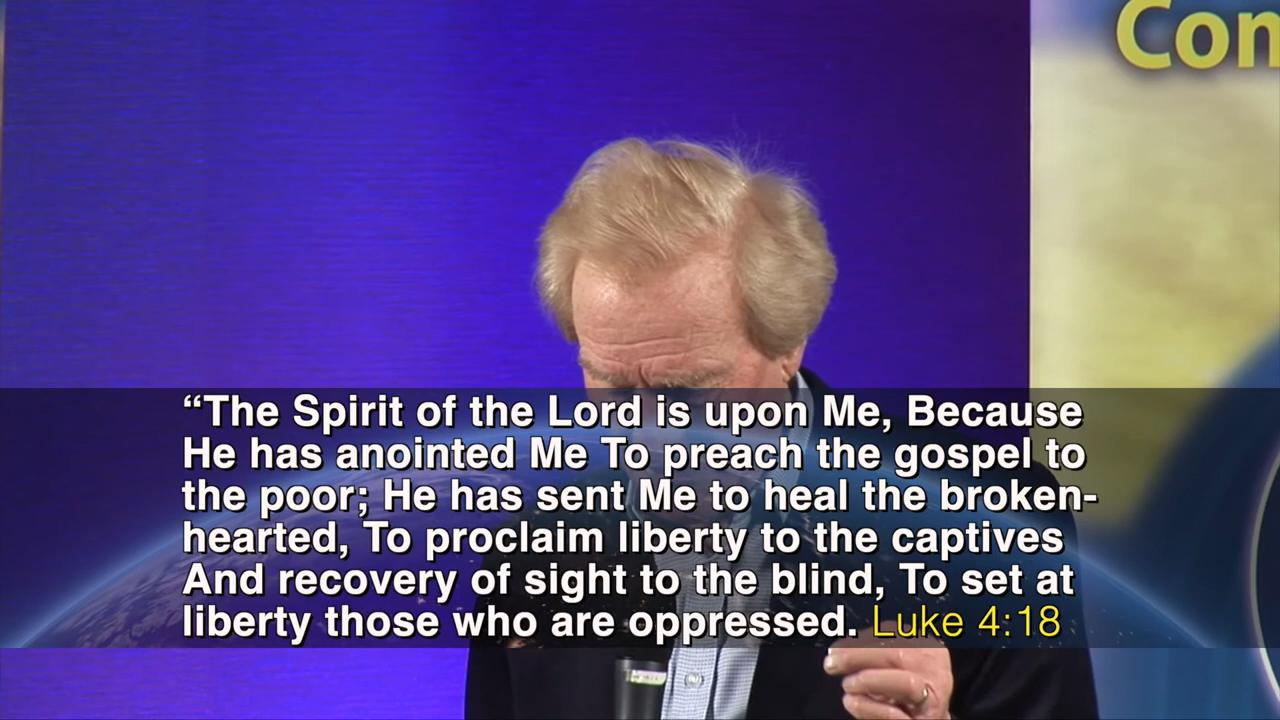 Con
“The Spirit of the Lord is upon Me, Because
He has anointed Me To preach the gospel to
the poor; He has sent Me to heal the broken-
hearted, To proclaim liberty to the captives
And recovery of sight to the blind, To set at
liberty those who are oppressed. Luke 4:18